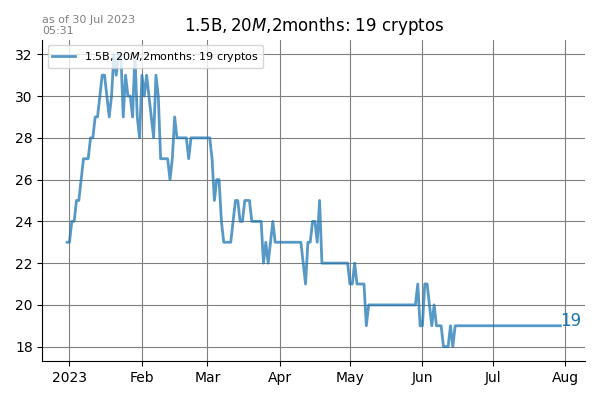 as of 30 Jul 2023
05:31
1.5B, 20M,2months: 19 cryptos
1.5B, 20M,2months: 19 cryptos
32
30
28
26
24
22
20
18
19
2023 Feb Mar Apr May Jun Jul Aug